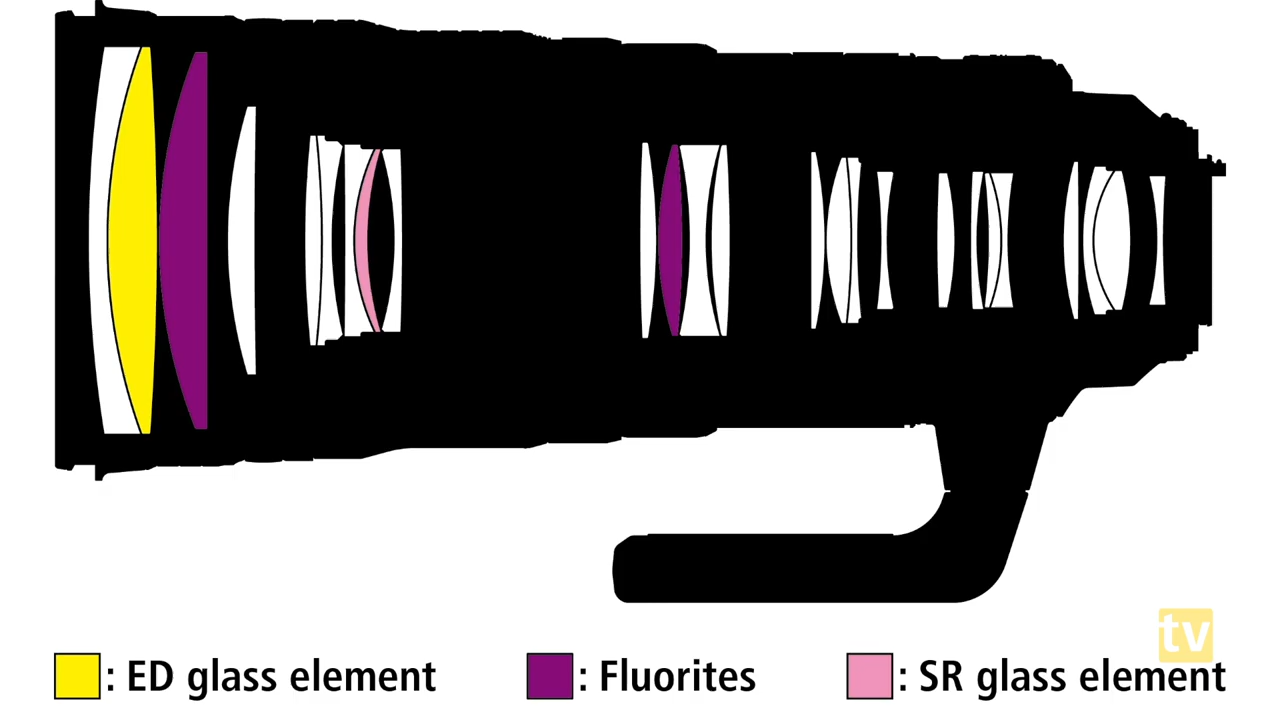 tv
: ED glass element
: Fluorites
: SR glass element